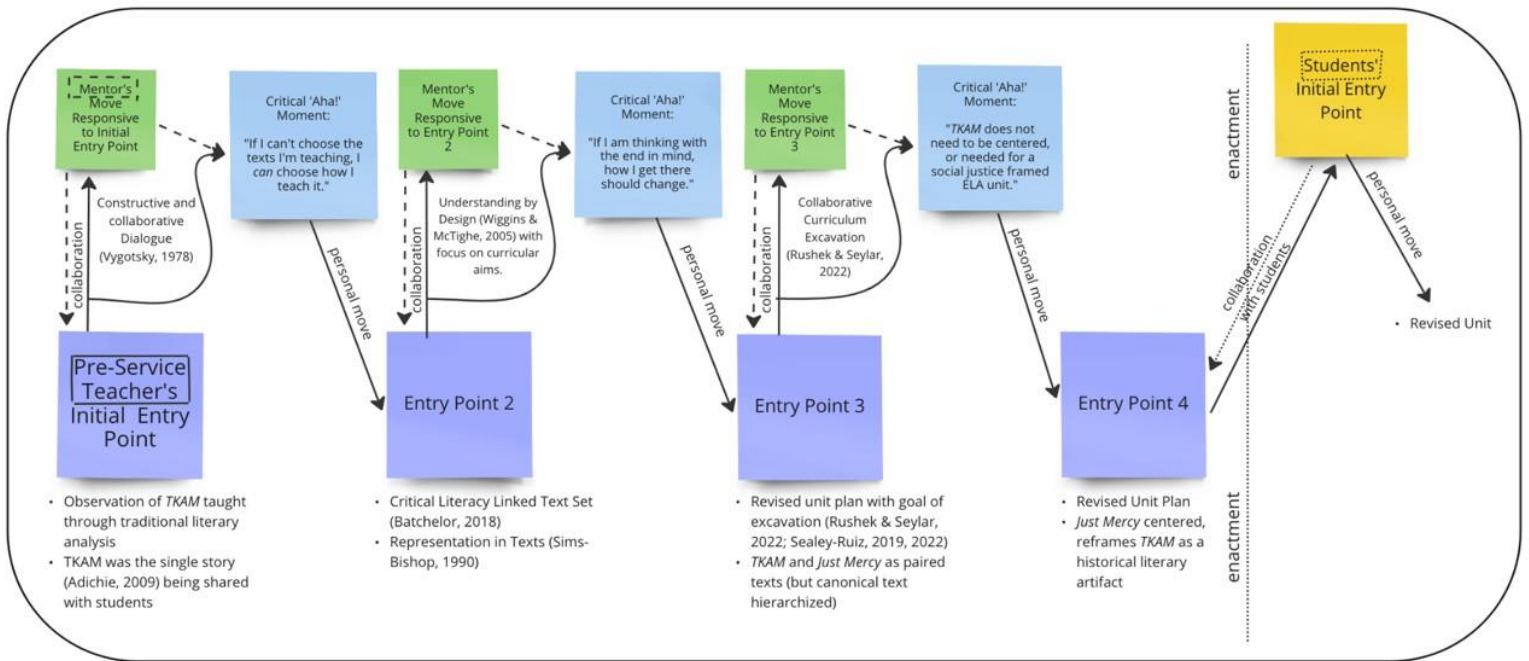 Mentor's
Move
Responsive
to Initial
Entry Point
Critical 'Aha!'
Moment:
"If I can't choose the
texts I'm teaching, I
can choose how I
teach it."
Mentor's
Move
Responsive
to Entry Point
2
Critical 'Aha!'
Moment:
"If I am thinking with
the end in mind,
how I get there
should change."
Mentor's
Move
Responsive
to Entry Point
3
Critical 'Aha!'
Moment:
"TKAM does not
need to be centered,
or needed for a
social justice framed
ELA unit."
enactment
Students'
Initial Entry
Point
collaboration
Constructive and
collaborative
Dialogue
(Vygotsky, 1978)
personal move
collaboration
Understanding by
Design (Wiggins &
McTighe, 2005) with
focus on curricular
aims.
personal move
collaboration
Collaborative
Curriculum
Excavation
(Rushek & Seylar,
2022)
personal move
collaboration
with students
personal move
• Revised Unit
Pre-Service
Teacher's
Initial Entry
Point
Entry Point 2
Entry Point 3
Entry Point 4
• Observation of TKAM taught
through traditional literary
analysis
• TKAM was the single story
(Adichie, 2009) being shared
with students
• Critical Literacy Linked Text Set
(Batchelor, 2018)
• Representation in Texts (Sims-
Bishop, 1990)
• Revised unit plan with goal of
excavation (Rushek & Seylar,
2022; Sealey-Ruiz, 2019, 2022)
• TKAM and Just Mercy as paired
texts (but canonical text
hierarchized)
• Revised Unit Plan
• Just Mercy centered,
reframes TKAM as a
historical literary
artifact
enactment